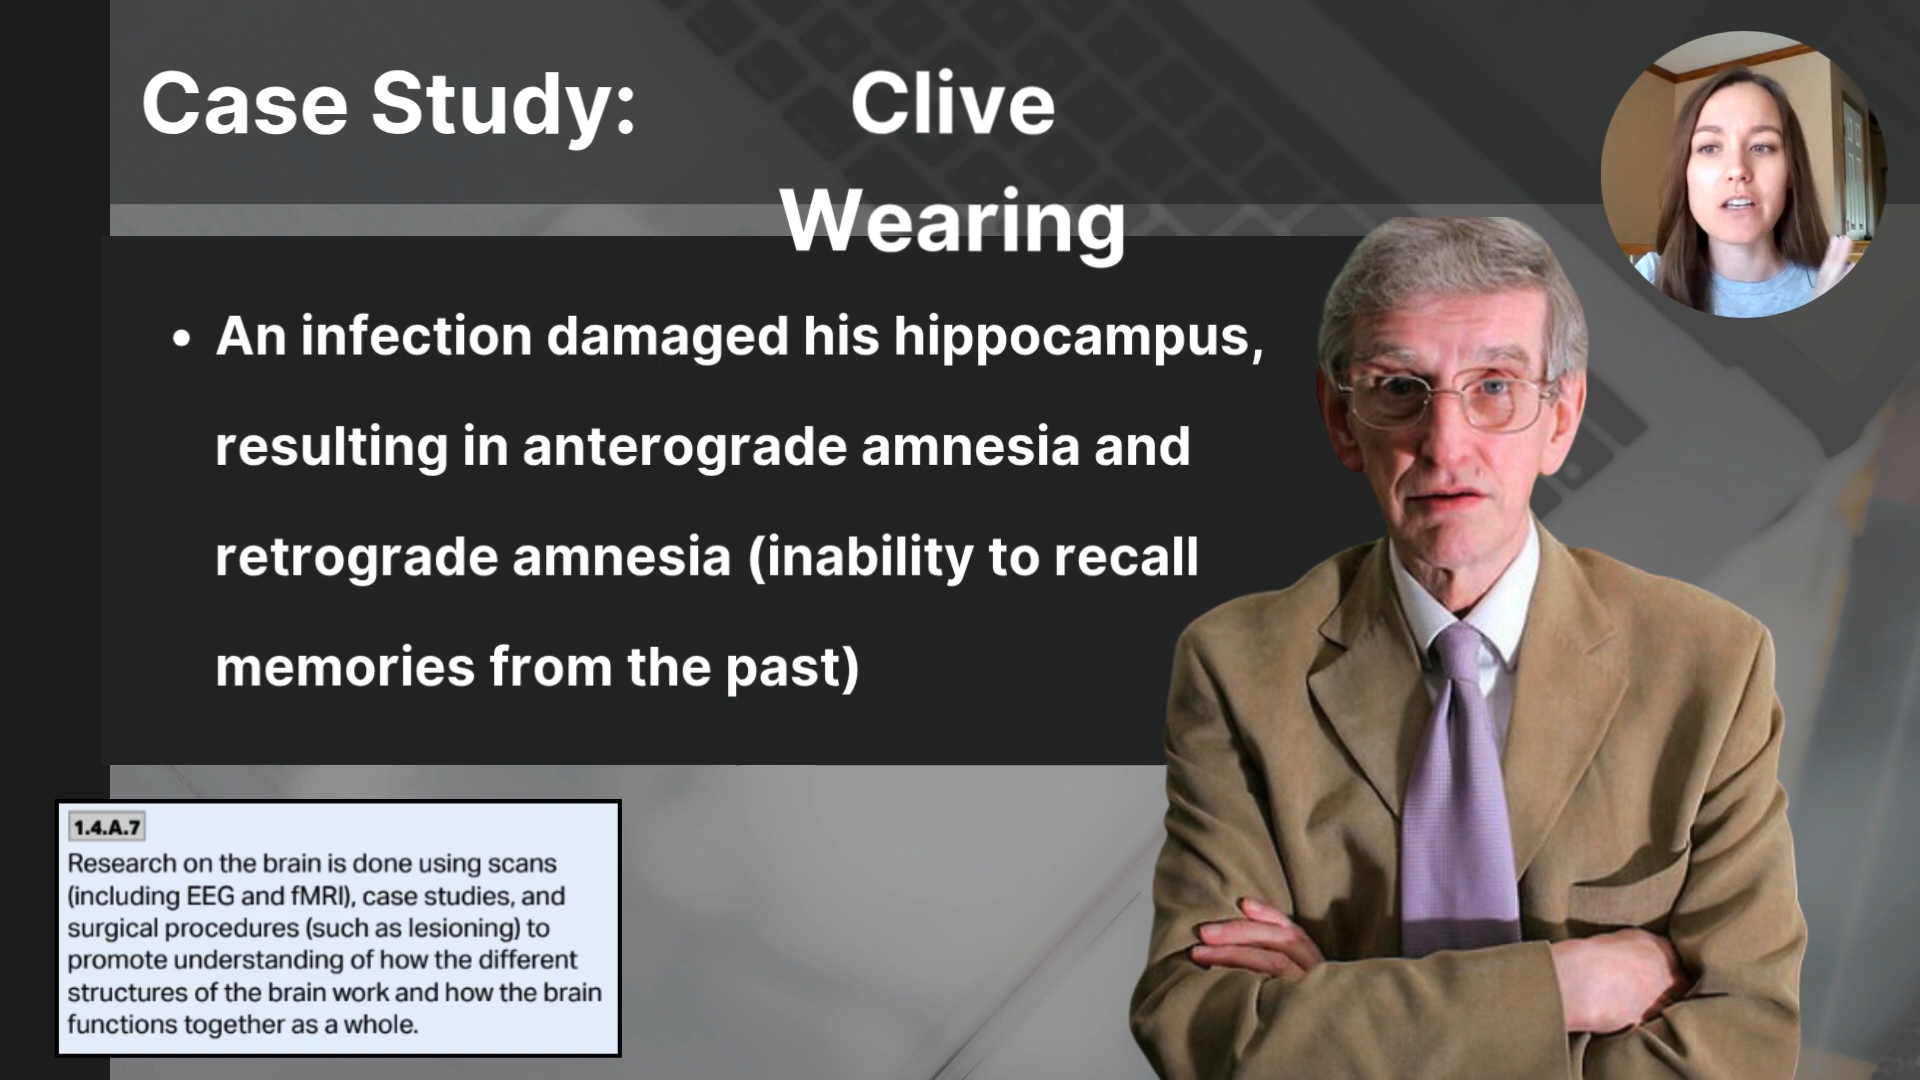 Case Study:
Clive
Wearing
• An infection damaged his hippocampus,
resulting in anterograde amnesia and
retrograde amnesia (inability to recall
memories from the past)
1.4.A.7
Research on the brain is done using scans
(including EEG and fMRI), case studies, and
surgical procedures (such as lesioning) to
promote understanding of how the different
structures of the brain work and how the brain
functions together as a whole.